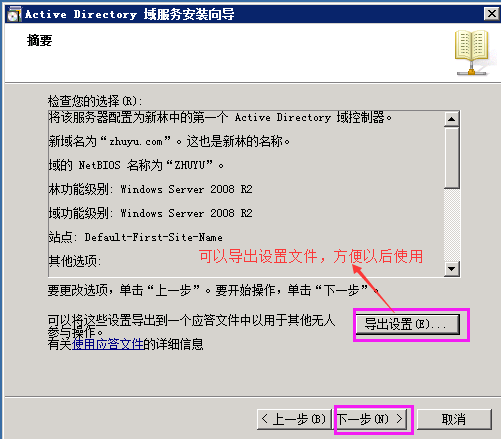 Active Directory 域服务安装向导
摘要
检查您的选择(R):
将该服务器配置为新林中的第一个 Active Directory 域控制器。
新域名为“zhuyu.com”。这也是新林的名称。
域的 NetBIOS 名称为“ZHUYU”。
林功能级别: Windows Server 2008 R2
域功能级别: Windows Server 2008 R2
站点: Default-First-Site-Name
其他选项:
可以导出设置文件，方便以后使用
要更改选项，单击“上一步”。要开始操作，单击“下一步”。
可以将这些设置导出到一个应答文件中以用于其他无人
参与操作。
有关使用应答文件的详细信息
导出设置(E)...
< 上一步(B)
下一步(N) >
取消